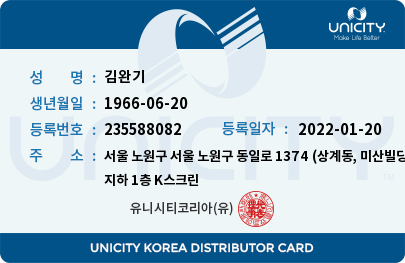 UNICITY
Make Life Better
성 명 : 김완기
생년월일 : 1966-06-20
등록번호 : 235588082 등록일자 : 2022-01-20
주 소 : 서울 노원구 서울 노원구 동일로 1374 (상계동, 미산빌딩
지하 1층 K스크린
유니시티코리아(유)
UNICITY
UNICITY KOREA DISTRIBUTOR CARD